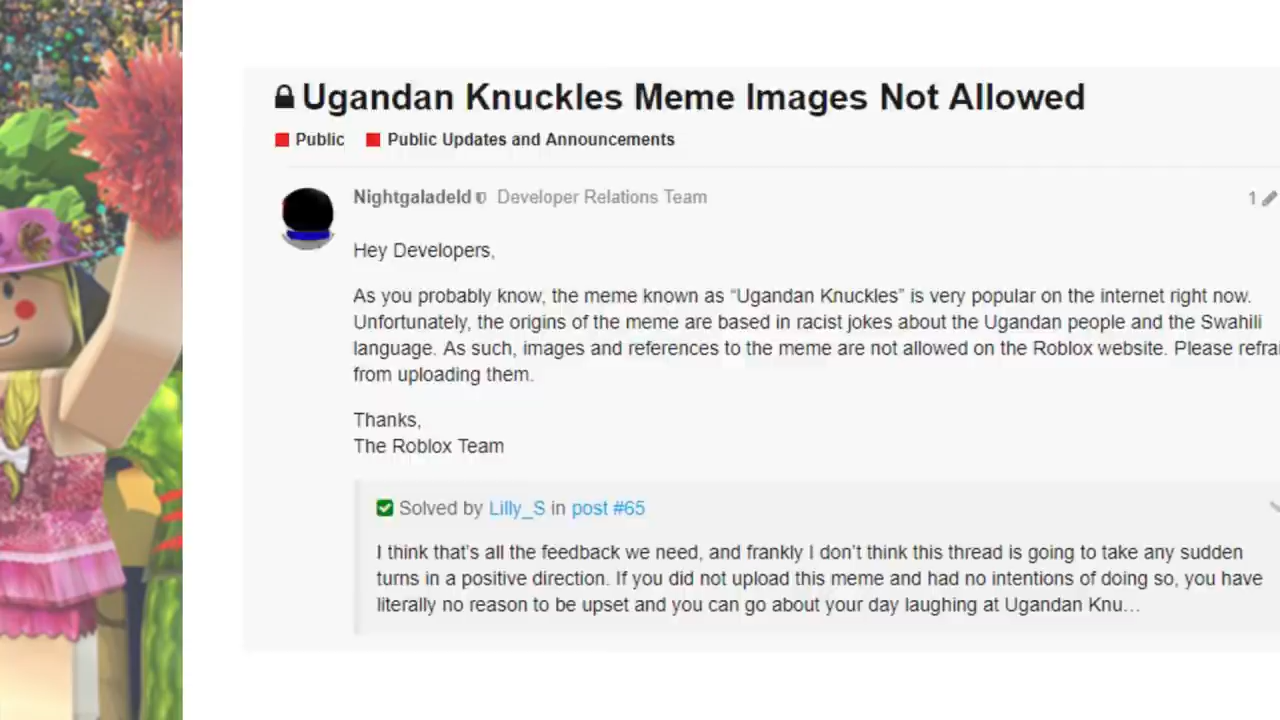 Ugandan Knuckles Meme Images Not Allowed
Public Public Updates and Announcements
Nightgaladeld Developer Relations Team 1
Hey Developers,
As you probably know, the meme known as “Ugandan Knuckles” is very popular on the internet right now.
Unfortunately, the origins of the meme are based in racist jokes about the Ugandan people and the Swahili
language. As such, images and references to the meme are not allowed on the Roblox website. Please refrai
from uploading them.
Thanks,
The Roblox Team
Solved by Lilly_S in post #65
I think that’s all the feedback we need, and frankly I don’t think this thread is going to take any sudden
turns in a positive direction. If you did not upload this meme and had no intentions of doing so, you have
literally no reason to be upset and you can go about your day laughing at Ugandan Knu…